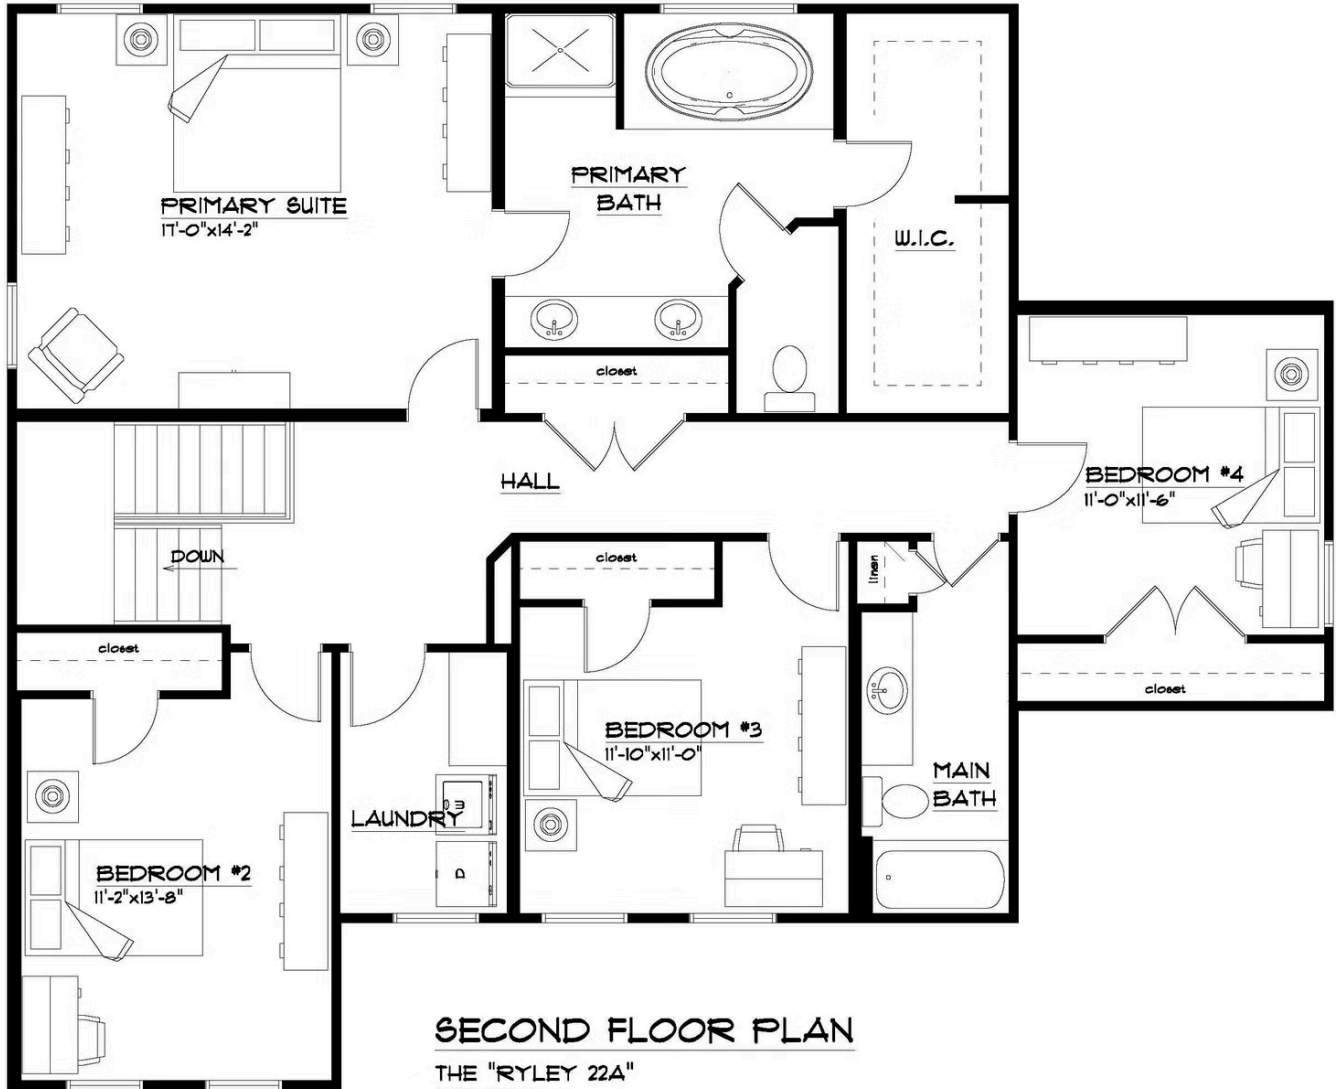 PRIMARY SUITE
17'-0"x14'-2"
PRIMARY
BATH
W.I.C.
closet
HALL
BEDROOM #4
11'-0"x11'-6"
DOWN
closet
linen
closet
closet
BEDROOM #3
11'-10"x11'-0"
MAIN
BATH
W
LAUNDRY
D
BEDROOM #2
11'-2"x13'-8"
SECOND FLOOR PLAN
THE "RYLEY 22A"